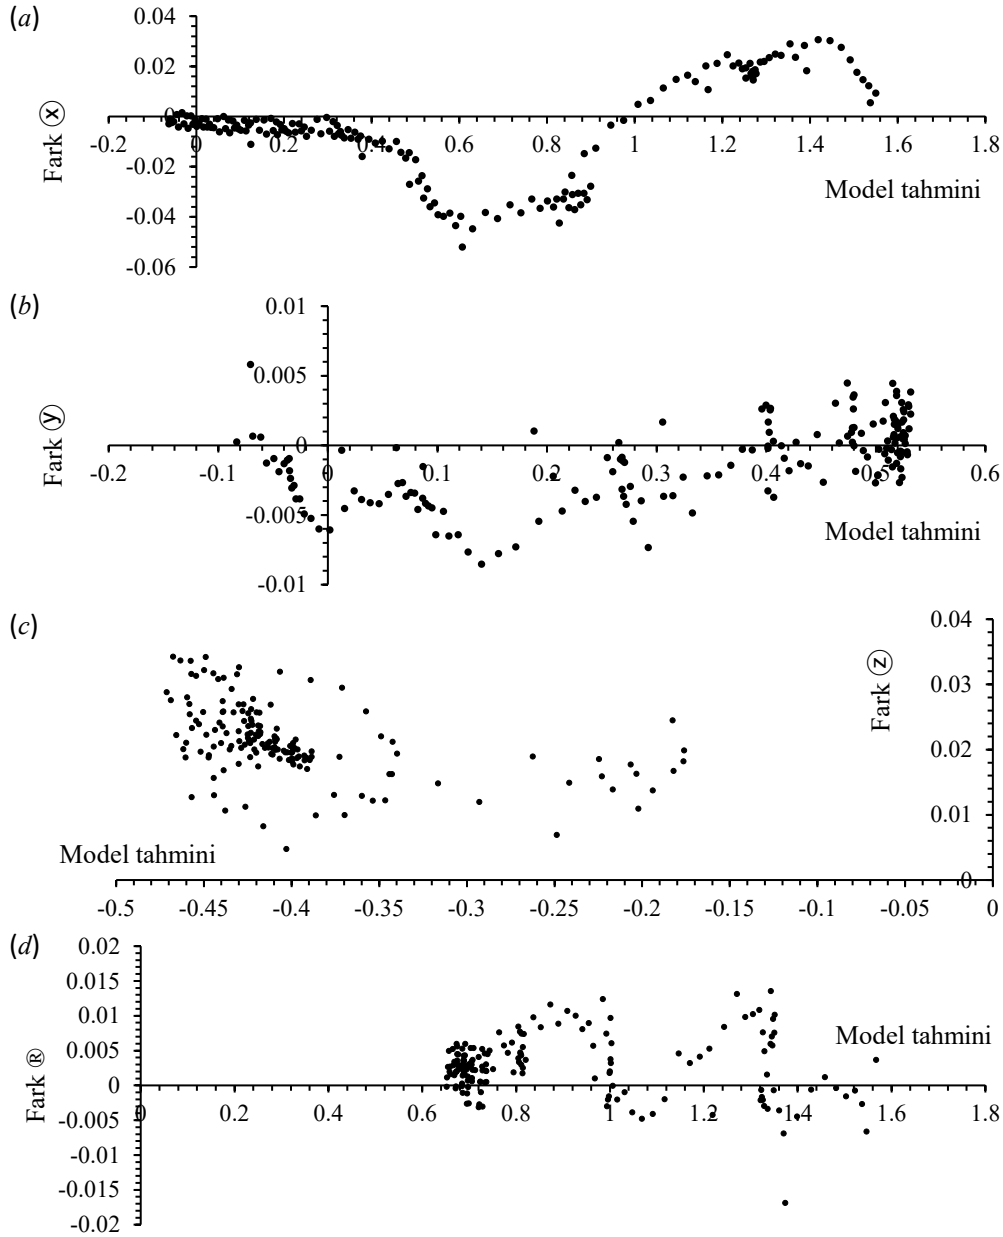 (a)
0.04
0.02
0
-0.02
-0.04
-0.06
-0.2 0 0.2 0.4 0.6 0.8 1 1.2 1.4 1.6 1.8
Fark ⓧ
Model tahmini
(b)
0.01
0.005
0
-0.005
-0.01
-0.2 -0.1 0 0.1 0.2 0.3 0.4 0.5 0.6
Fark ⓨ
Model tahmini
(c)
0.04
0.03
0.02
0.01
0
Fark ⓩ
Model tahmini
-0.5 -0.45 -0.4 -0.35 -0.3 -0.25 -0.2 -0.15 -0.1 -0.05 0
(d)
0.02
0.015
0.01
0.005
0
-0.005
-0.01
-0.015
-0.02
0 0.2 0.4 0.6 0.8 1 1.2 1.4 1.6 1.8
Fark ®
Model tahmini